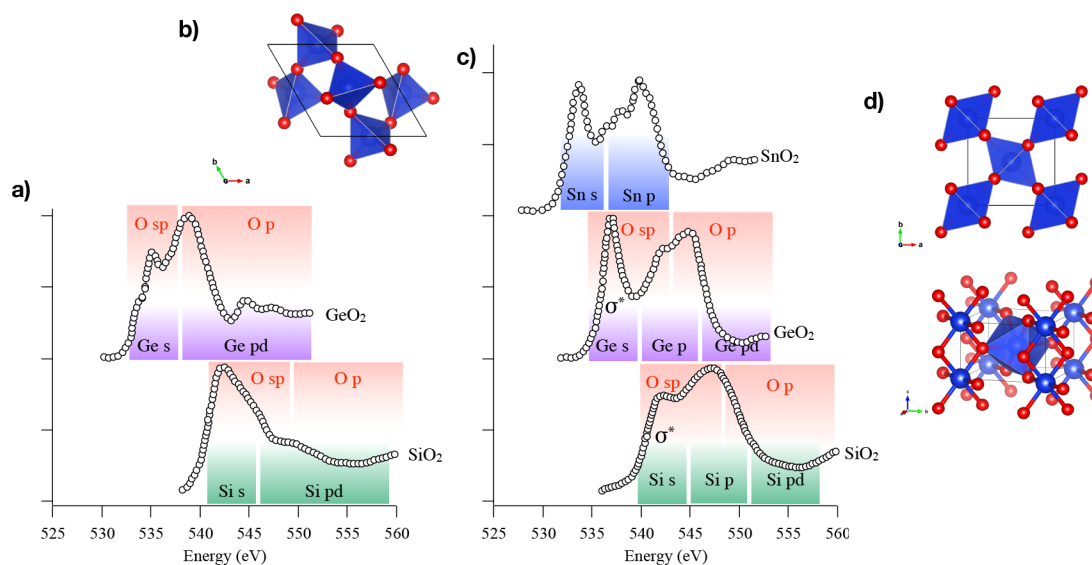 b)
c)
d)
b
c
a
a)
O sp
O p
GeO₂
Ge s
Ge pd
O sp
O p
SiO₂
Si s
Si pd
525
530
535
540
545
550
555
560
Energy (eV)
SnO₂
Sn s
Sn p
O sp
O p
σ*
GeO₂
Ge s
Ge p
Ge pd
O sp
O p
σ*
SiO₂
Si s
Si p
Si pd
525
530
535
540
545
550
555
560
Energy (eV)
b
c
a
b